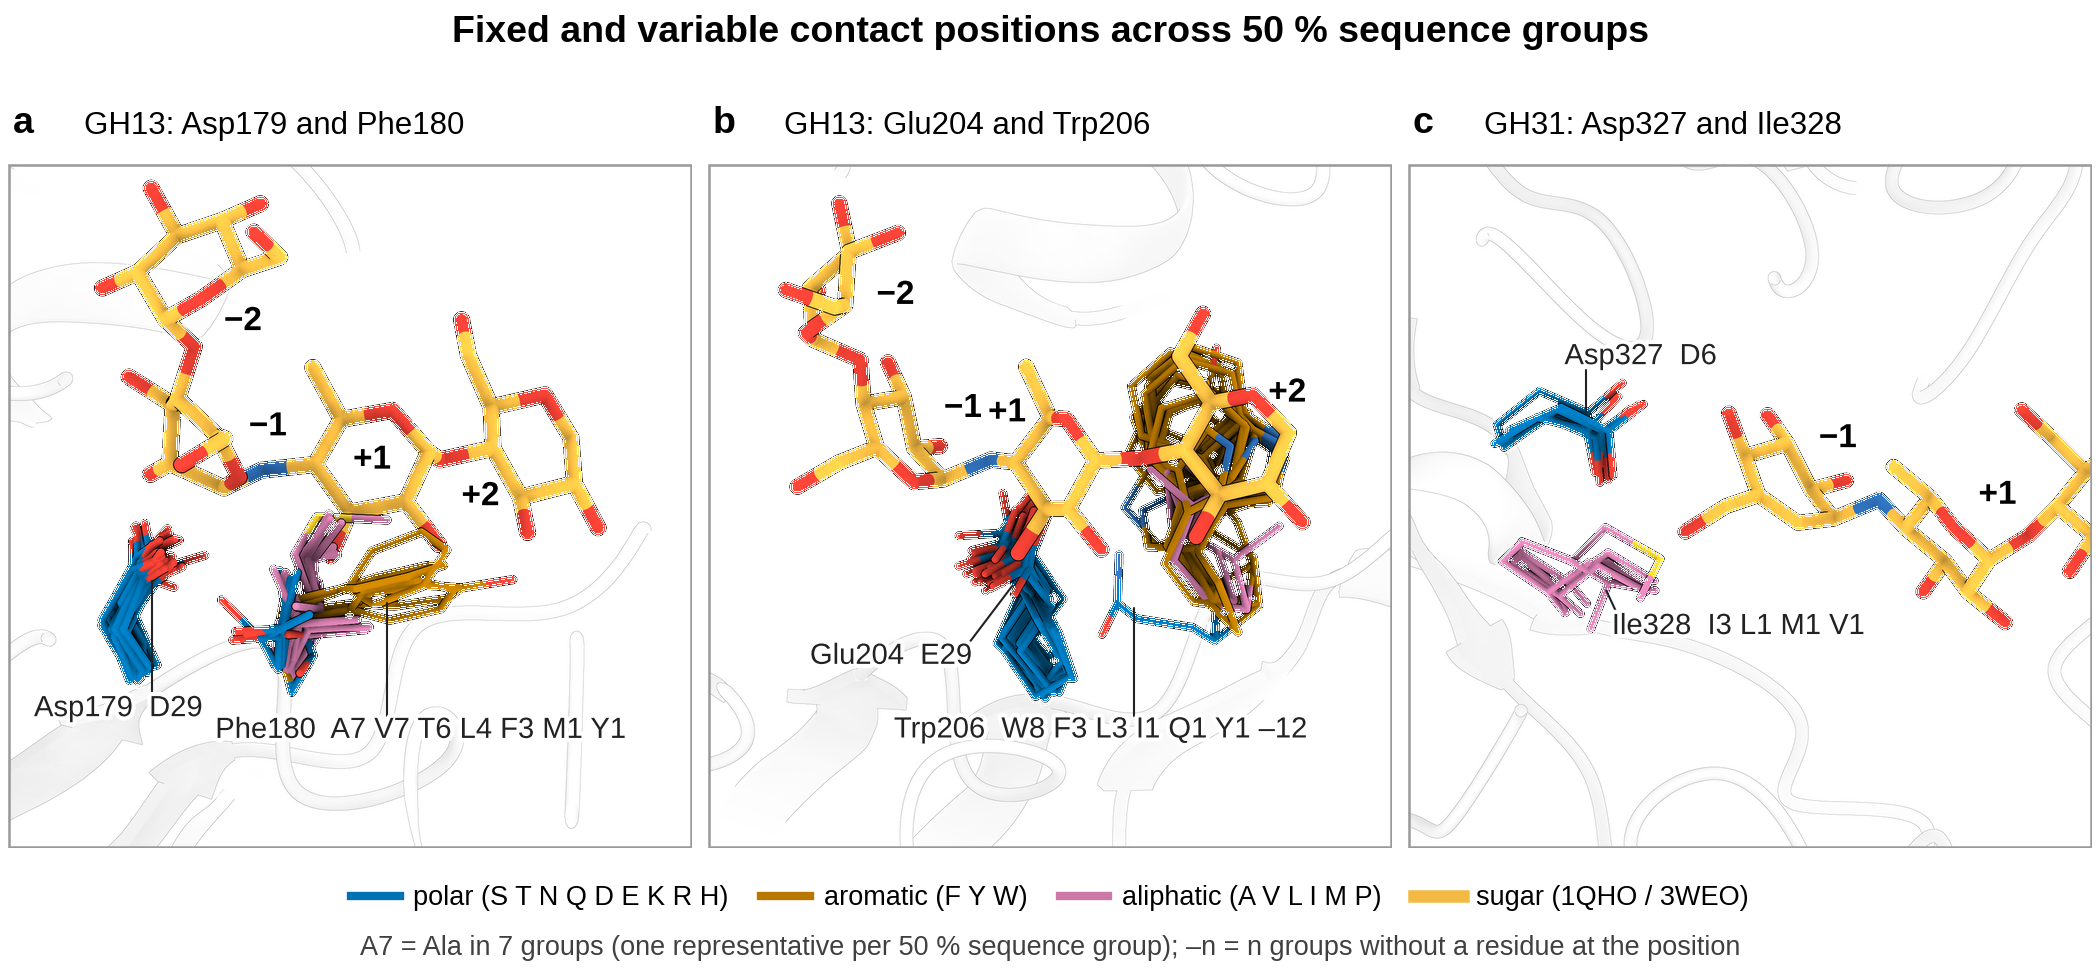 Fixed and variable contact positions across 50 % sequence groups
a GH13: Asp179 and Phe180
b GH13: Glu204 and Trp206
c GH31: Asp327 and Ile328
−2
−1
+1
+2
Asp179 D29
Phe180 A7 V7 T6 L4 F3 M1 Y1
−2
−1 +1
+2
Glu204 E29
Trp206 W8 F3 L3 I1 Q1 Y1 –12
Asp327 D6
−1
+1
Ile328 I3 L1 M1 V1
polar (S T N Q D E K R H)
aromatic (F Y W)
aliphatic (A V L I M P)
sugar (1QHO / 3WEO)
A7 = Ala in 7 groups (one representative per 50 % sequence group); –n = n groups without a residue at the position